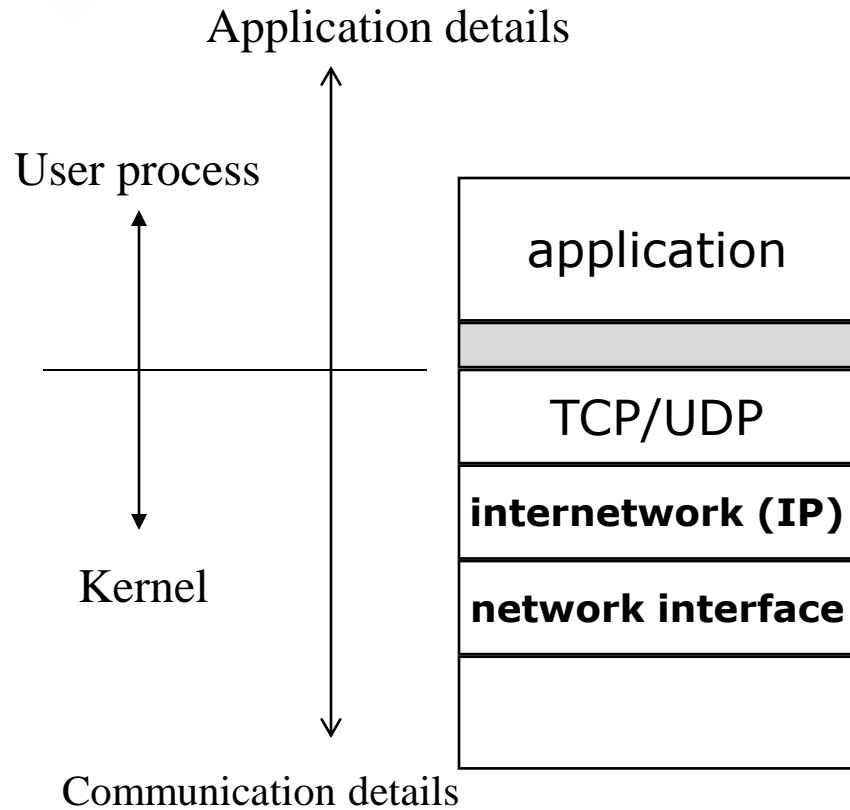 Application details
User process
application
TCP/UDP
internetwork (IP)
Kernel
network interface
Communication details